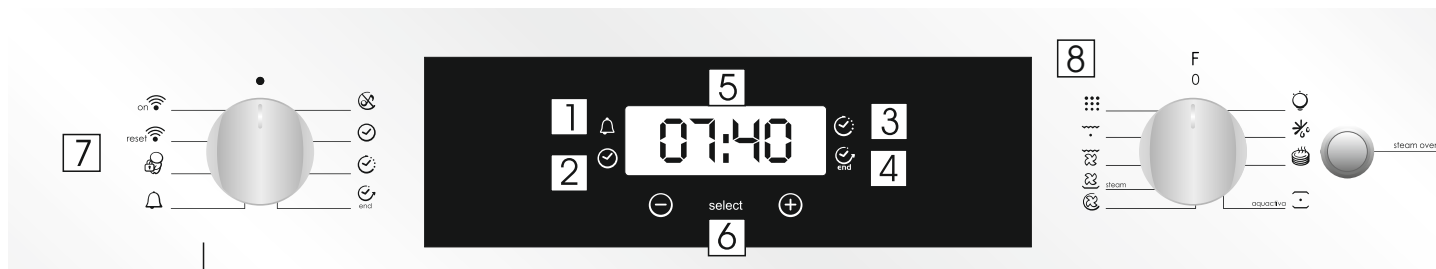 on
reset
7
end
1
2
5
07:40
3
4
end
select
6
8
F
0
steam
aquactiva
steam over